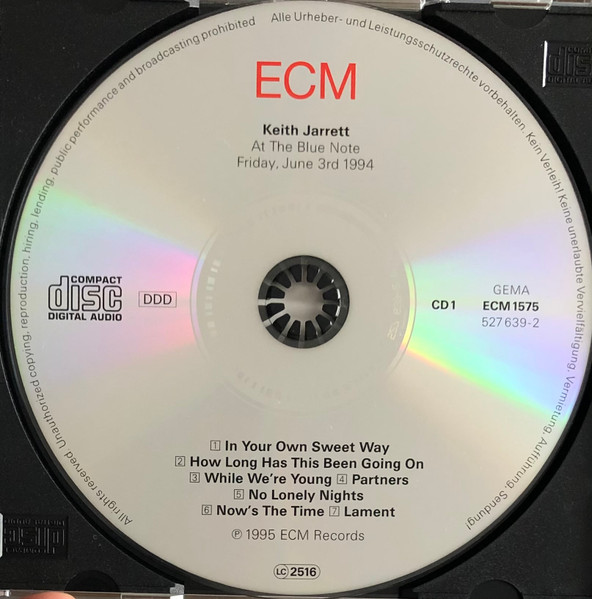 All rights reserved. Unauthorized copying, reproduction, hiring, lending, public performance and broadcasting prohibited
Alle Urheber- und Leistungsschutzrechte vorbehalten. Kein Verleih! Keine unerlaubte Vervielfältigung, Vermietung, Aufführung, Sendung!
ECM
Keith Jarrett
At The Blue Note
Friday, June 3rd 1994
COMPACT
disc
DIGITAL AUDIO
DDD
GEMA
CD1 ECM1575
527639-2
1 In Your Own Sweet Way
2 How Long Has This Been Going On
3 While We're Young 4 Partners
5 No Lonely Nights
6 Now's The Time 7 Lament
℗ 1995 ECM Records
LC 2516
disc
disc